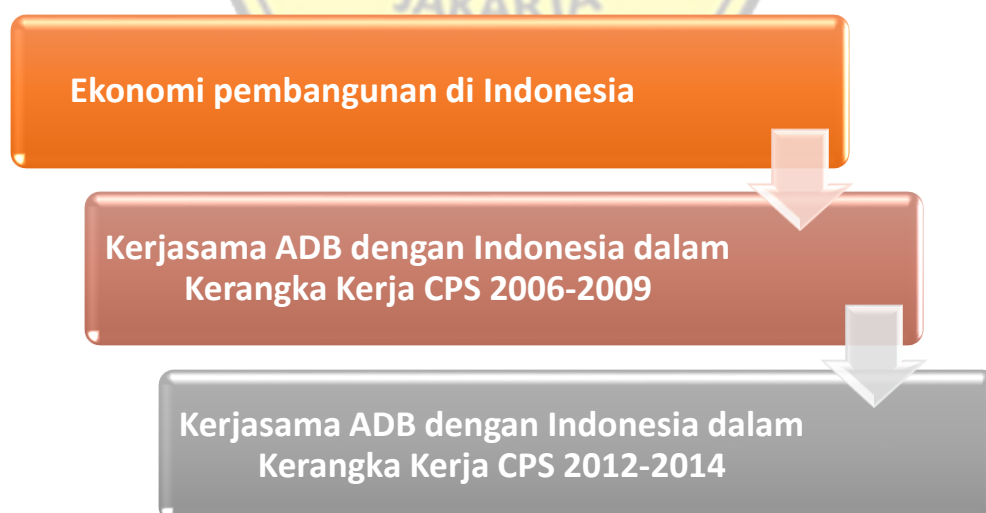 JAKARTA
Ekonomi pembangunan di Indonesia
Kerjasama ADB dengan Indonesia dalam
Kerangka Kerja CPS 2006-2009
Kerjasama ADB dengan Indonesia dalam
Kerangka Kerja CPS 2012-2014